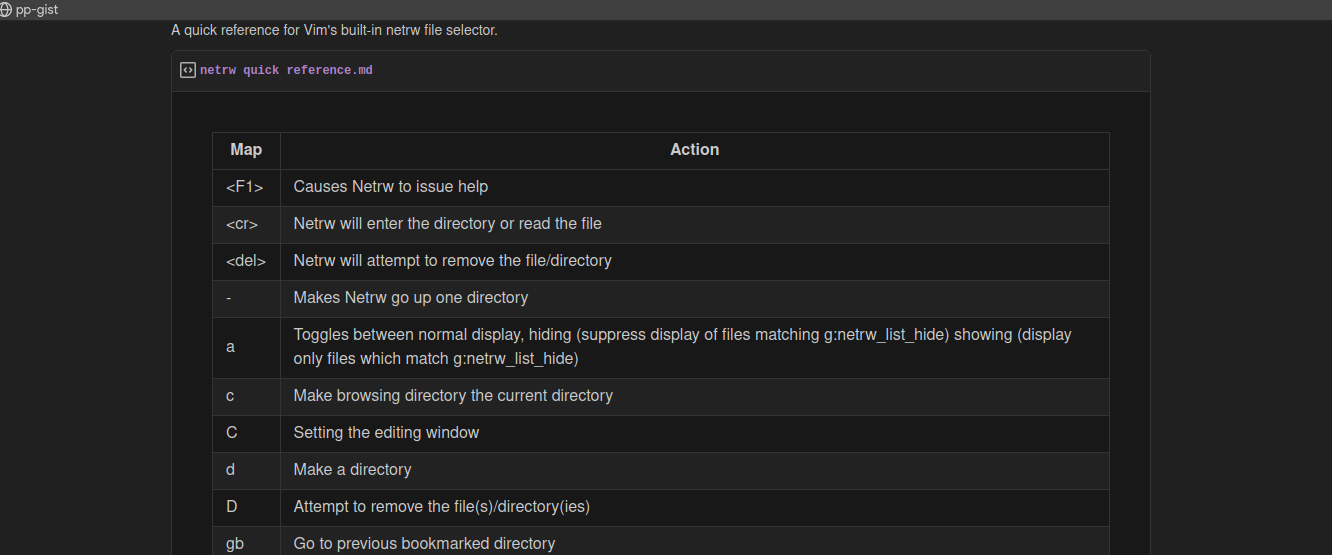 pp-gist
A quick reference for Vim's built-in netrw file selector.
netrw quick reference.md
Map Action
<F1> Causes Netrw to issue help
<cr> Netrw will enter the directory or read the file
<del> Netrw will attempt to remove the file/directory
- Makes Netrw go up one directory
a Toggles between normal display, hiding (suppress display of files matching g:netrw_list_hide) showing (display
only files which match g:netrw_list_hide)
c Make browsing directory the current directory
C Setting the editing window
d Make a directory
D Attempt to remove the file(s)/directory(ies)
gb Go to previous bookmarked directory